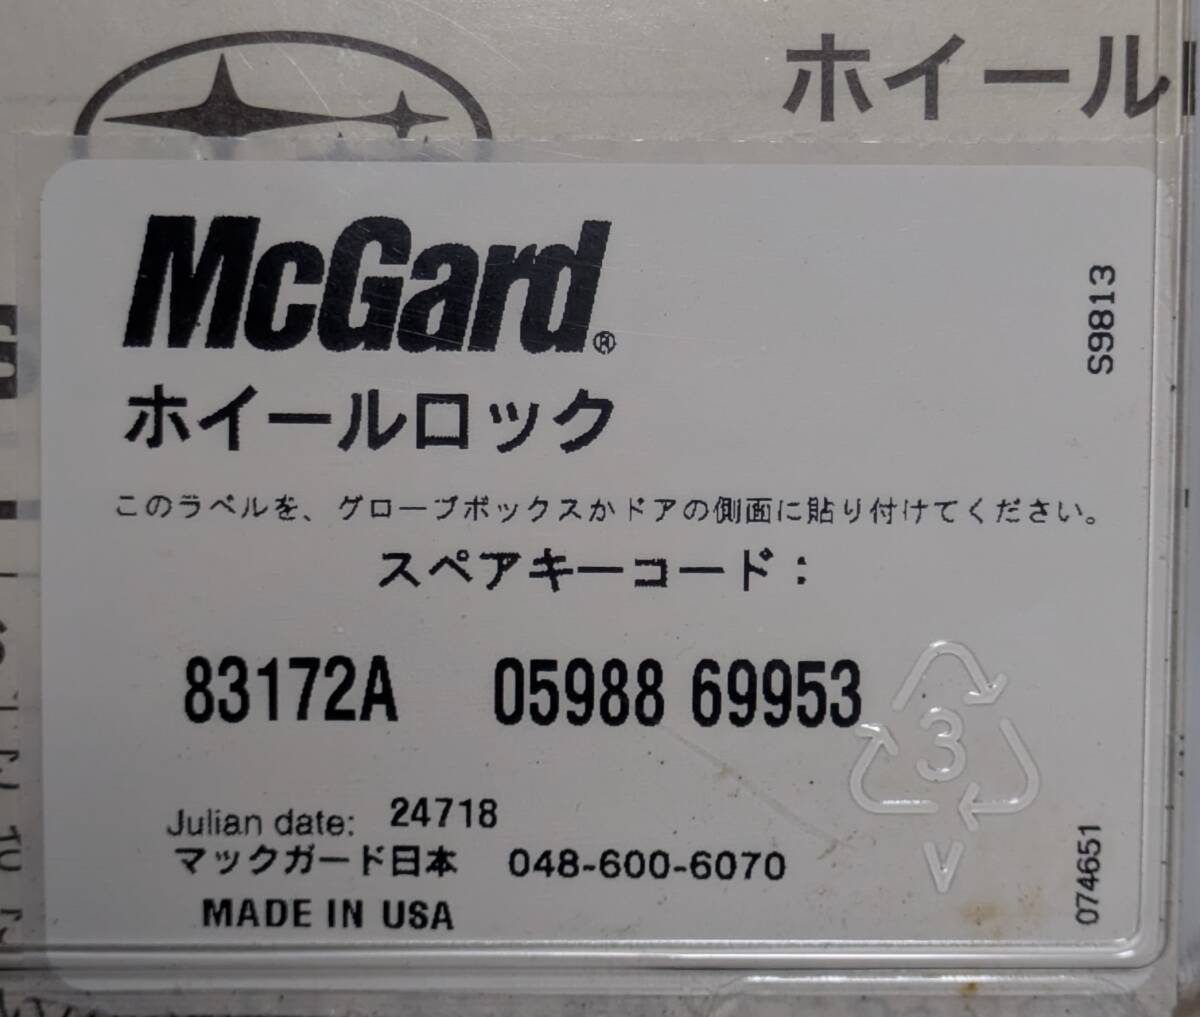 ホイール
McGard®
ホイールロック
S9813
このラベルを、グローブボックスかドアの側面に貼り付けてください。
スペアキーコード：
83172A 05988 69953
3
V
Julian date: 24718
マックガード日本 048-600-6070
MADE IN USA
074651